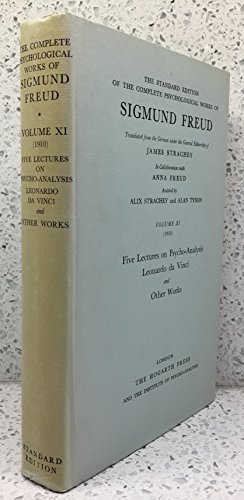 THE COMPLETE
PSYCHOLOGICAL
WORKS OF
SIGMUND
FREUD
VOLUME XI
(1910)
FIVE LECTURES
ON
PSYCHO-ANALYSIS
LEONARDO
DA VINCI
and
OTHER WORKS
STANDARD
EDITION
THE STANDARD EDITION
OF THE COMPLETE PSYCHOLOGICAL WORKS OF
SIGMUND FREUD
Translated from the German under the General Editorship of
JAMES STRACHEY
In Collaboration with
ANNA FREUD
Assisted by
ALIX STRACHEY and ALAN TYSON
VOLUME XI
(1910)
Five Lectures on Psycho-Analysis
Leonardo da Vinci
and
Other Works
LONDON
THE HOGARTH PRESS
AND THE INSTITUTE OF PSYCHO-ANALYSIS